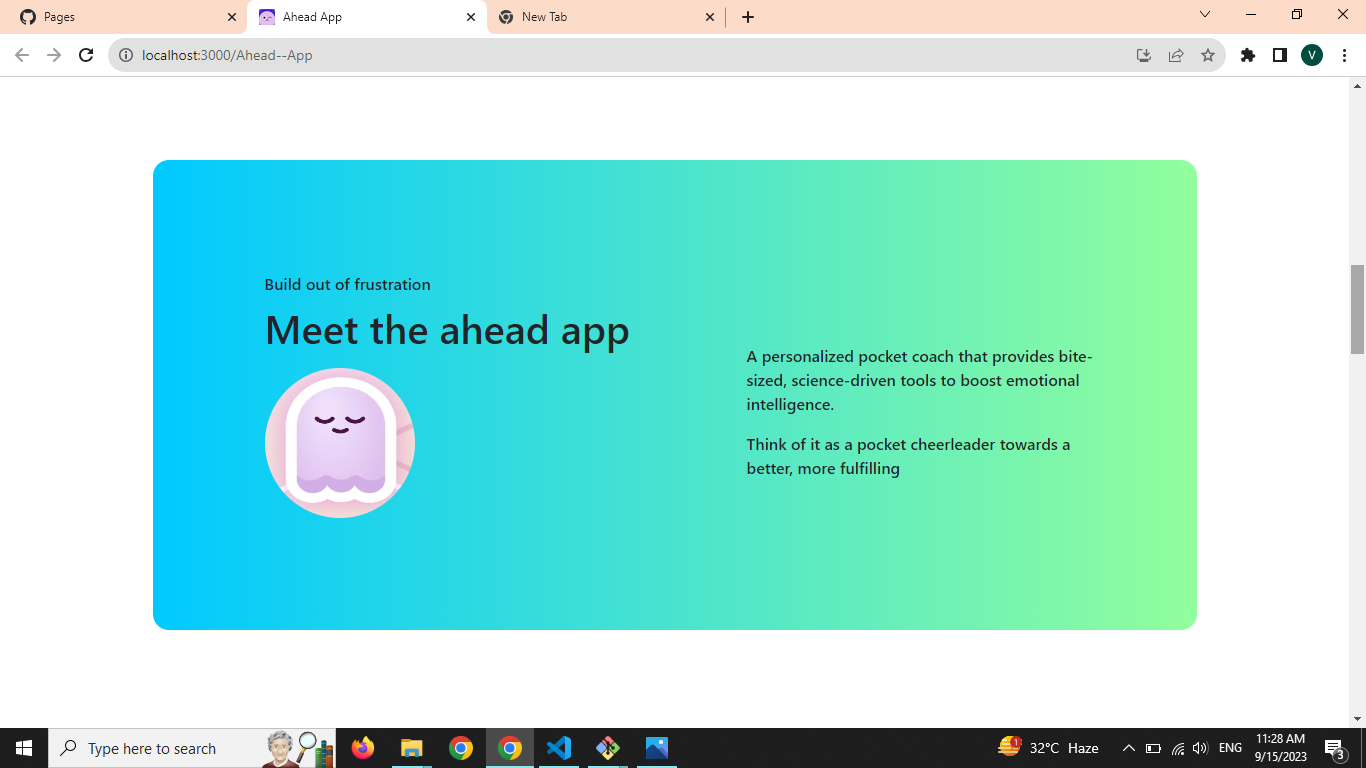 Pages
Ahead App
New Tab
localhost:3000/Ahead--App
V
Build out of frustration
Meet the ahead app
A personalized pocket coach that provides bite-
sized, science-driven tools to boost emotional
intelligence.
Think of it as a pocket cheerleader towards a
better, more fulfilling
Type here to search
1
32°C Haze
ENG
11:28 AM
9/15/2023
3